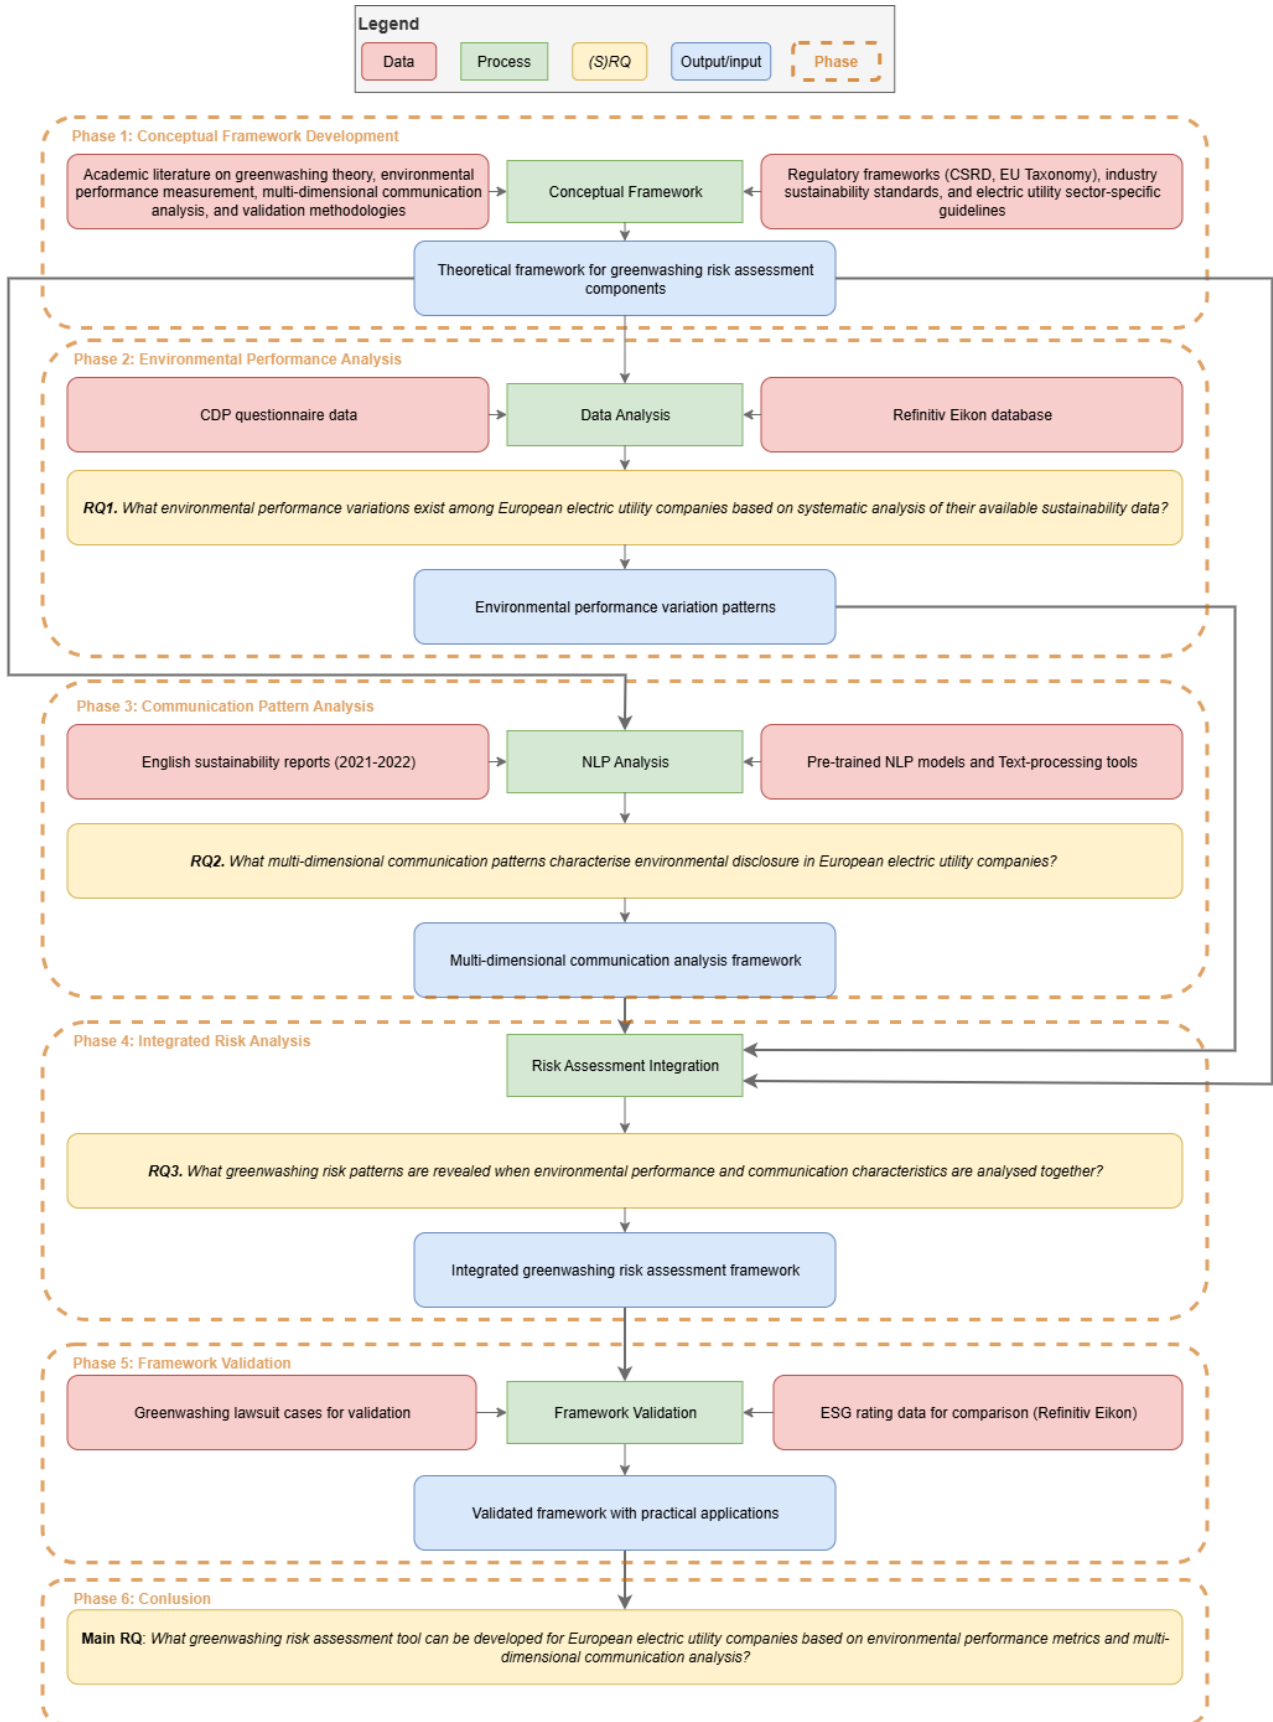 Legend
Data
Process
(S)RQ
Output/input
Phase
Phase 1: Conceptual Framework Development
Academic literature on greenwashing theory, environmental
performance measurement, multi-dimensional communication
analysis, and validation methodologies
Conceptual Framework
Regulatory frameworks (CSRD, EU Taxonomy), industry
sustainability standards, and electric utility sector-specific
guidelines
Theoretical framework for greenwashing risk assessment
components
Phase 2: Environmental Performance Analysis
CDP questionnaire data
Data Analysis
Refinitiv Eikon database
RQ1. What environmental performance variations exist among European electric utility companies based on systematic analysis of their available sustainability data?
Environmental performance variation patterns
Phase 3: Communication Pattern Analysis
English sustainability reports (2021-2022)
NLP Analysis
Pre-trained NLP models and Text-processing tools
RQ2. What multi-dimensional communication patterns characterise environmental disclosure in European electric utility companies?
Multi-dimensional communication analysis framework
Phase 4: Integrated Risk Analysis
Risk Assessment Integration
RQ3. What greenwashing risk patterns are revealed when environmental performance and communication characteristics are analysed together?
Integrated greenwashing risk assessment framework
Phase 5: Framework Validation
Greenwashing lawsuit cases for validation
Framework Validation
ESG rating data for comparison (Refinitiv Eikon)
Validated framework with practical applications
Phase 6: Conlusion
Main RQ: What greenwashing risk assessment tool can be developed for European electric utility companies based on environmental performance metrics and multi-
dimensional communication analysis?